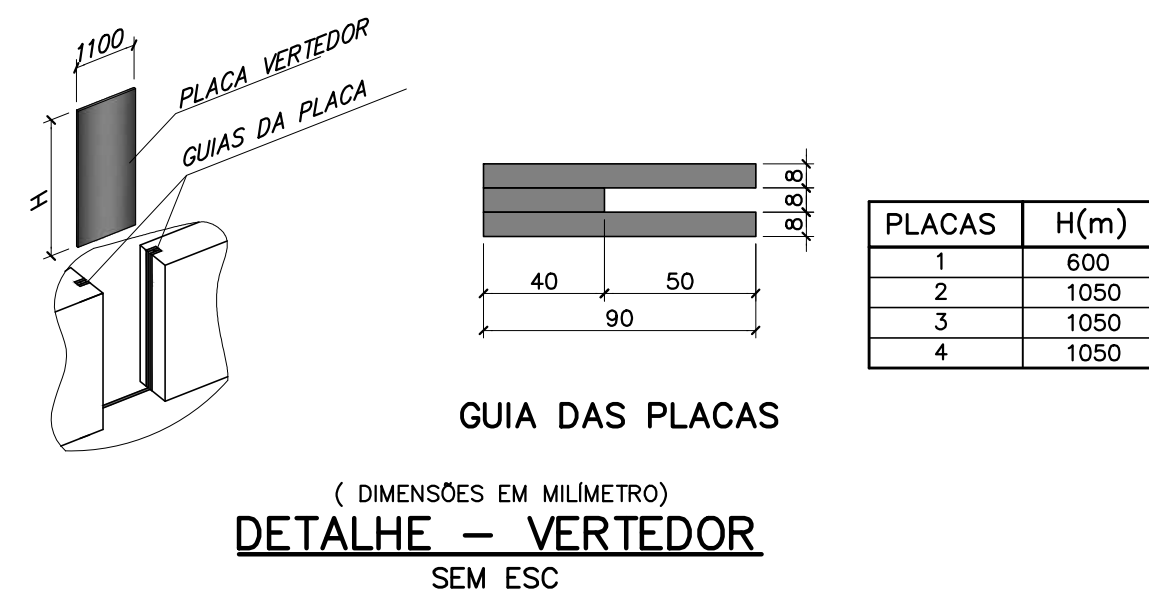 1100
PLACA VERTEDOR
GUIAS DA PLACA
H
8
8
8
40 50
90
GUIA DAS PLACAS
PLACAS H(m)
1 600
2 1050
3 1050
4 1050
( DIMENSÕES EM MILÍMETRO)
DETALHE – VERTEDOR
SEM ESC